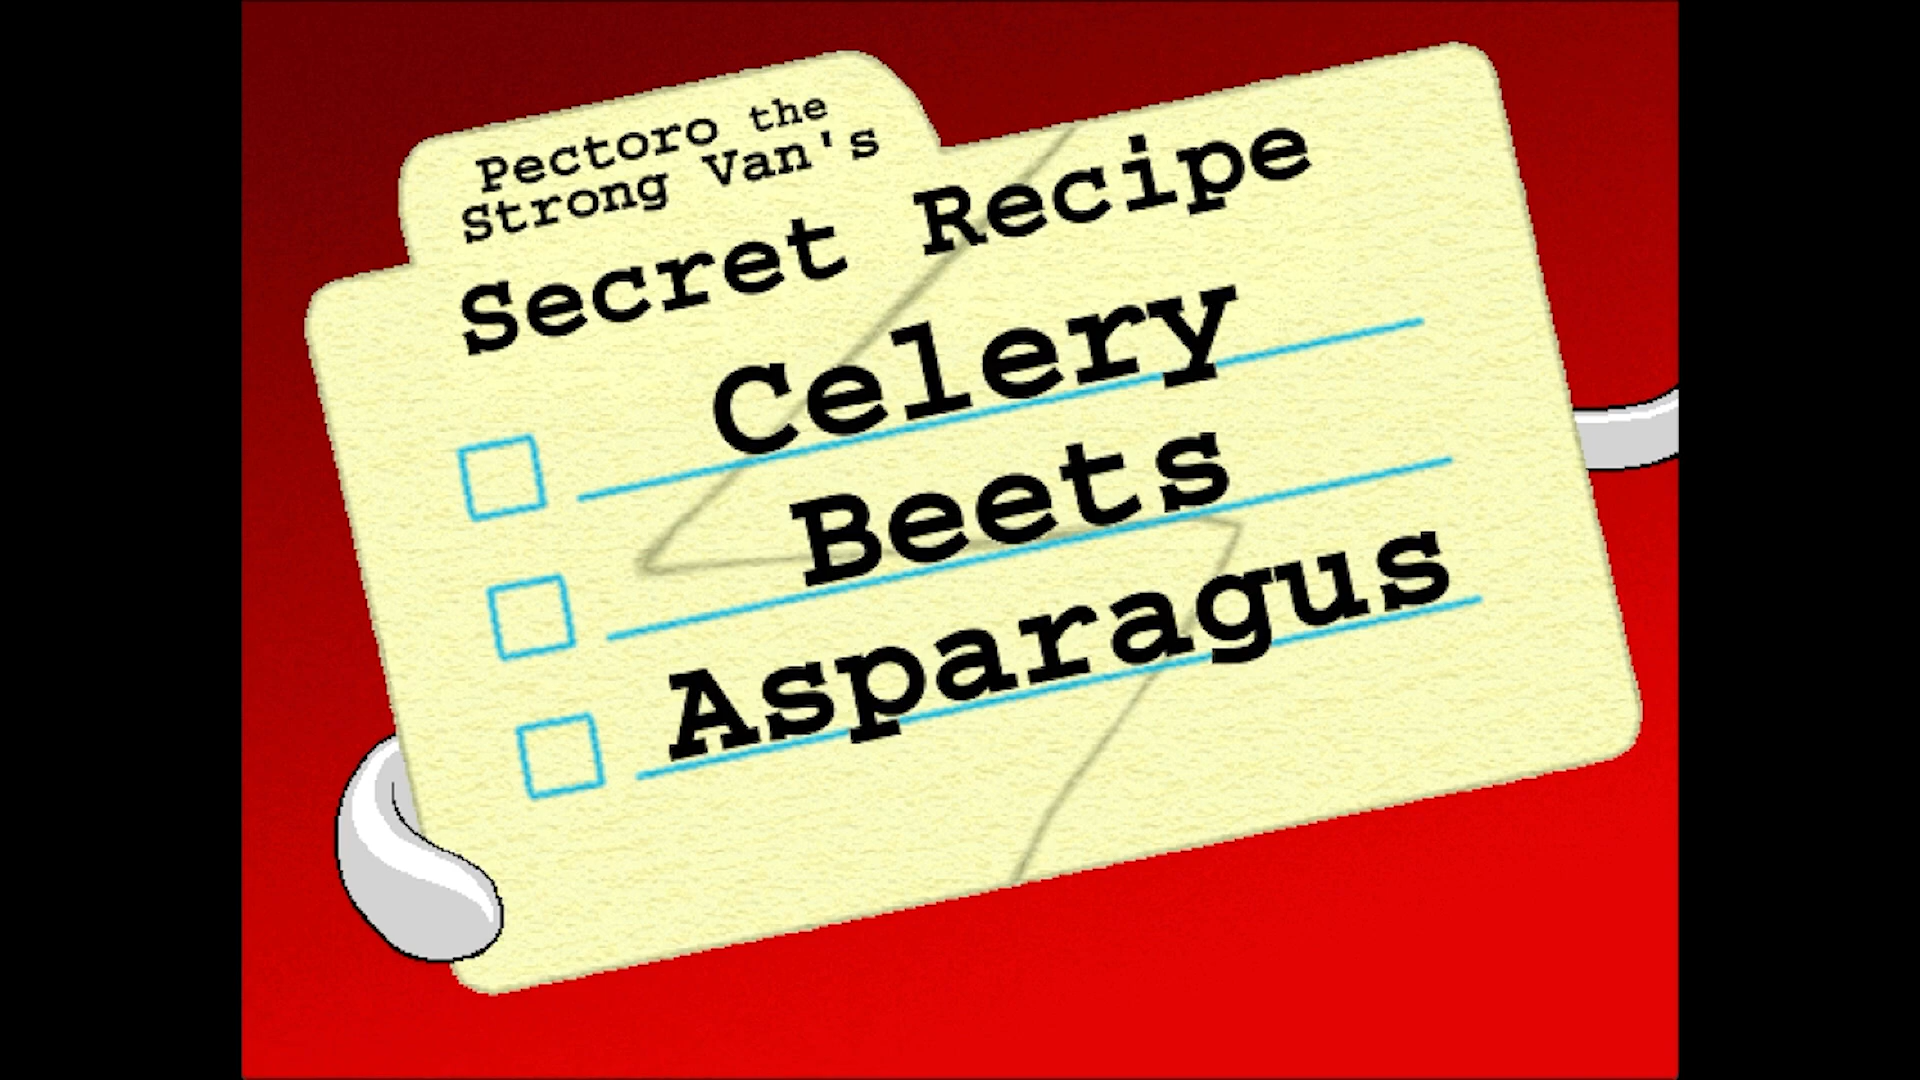 Pectoro the
Strong Van's
Secret Recipe
Celery
Beets
Asparagus